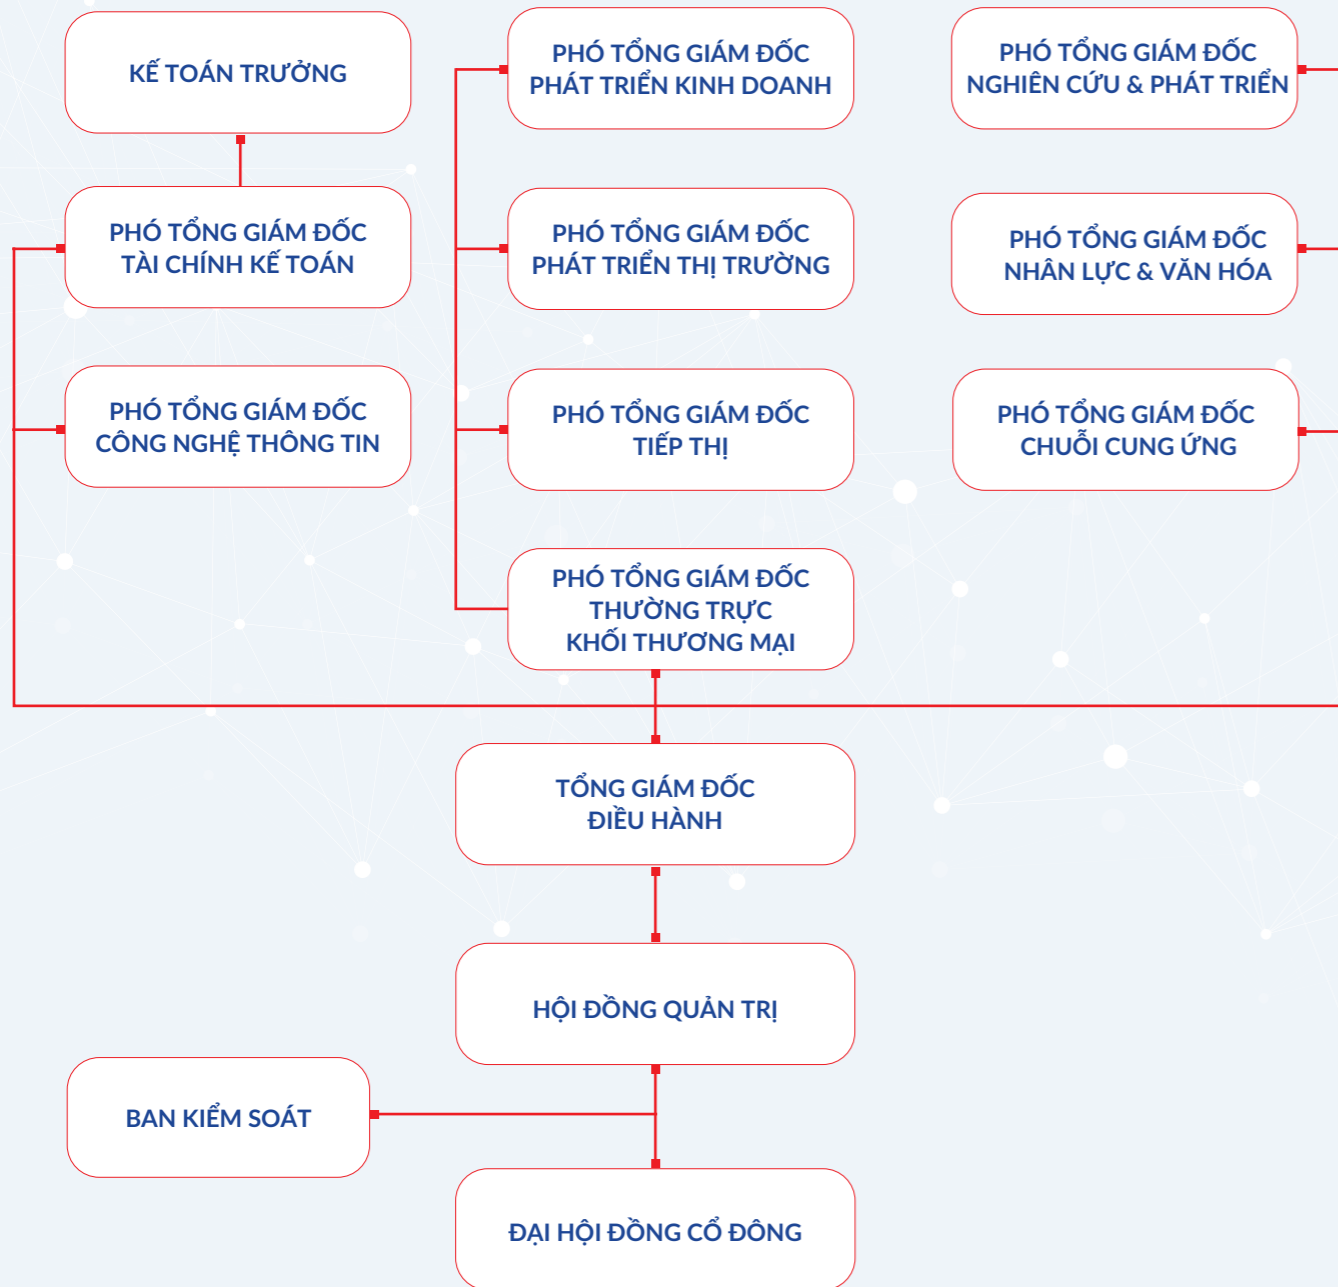 KẾ TOÁN TRƯỞNG
PHÓ TỔNG GIÁM ĐỐC
PHÁT TRIỂN KINH DOANH
PHÓ TỔNG GIÁM ĐỐC
NGHIÊN CỨU & PHÁT TRIỂN
PHÓ TỔNG GIÁM ĐỐC
TÀI CHÍNH KẾ TOÁN
PHÓ TỔNG GIÁM ĐỐC
PHÁT TRIỂN THỊ TRƯỜNG
PHÓ TỔNG GIÁM ĐỐC
NHÂN LỰC & VĂN HÓA
PHÓ TỔNG GIÁM ĐỐC
CÔNG NGHỆ THÔNG TIN
PHÓ TỔNG GIÁM ĐỐC
TIẾP THỊ
PHÓ TỔNG GIÁM ĐỐC
CHUỖI CUNG ỨNG
PHÓ TỔNG GIÁM ĐỐC
THƯỜNG TRỰC
KHỐI THƯƠNG MẠI
TỔNG GIÁM ĐỐC
ĐIỀU HÀNH
HỘI ĐỒNG QUẢN TRỊ
BAN KIỂM SOÁT
ĐẠI HỘI ĐỒNG CỔ ĐÔNG